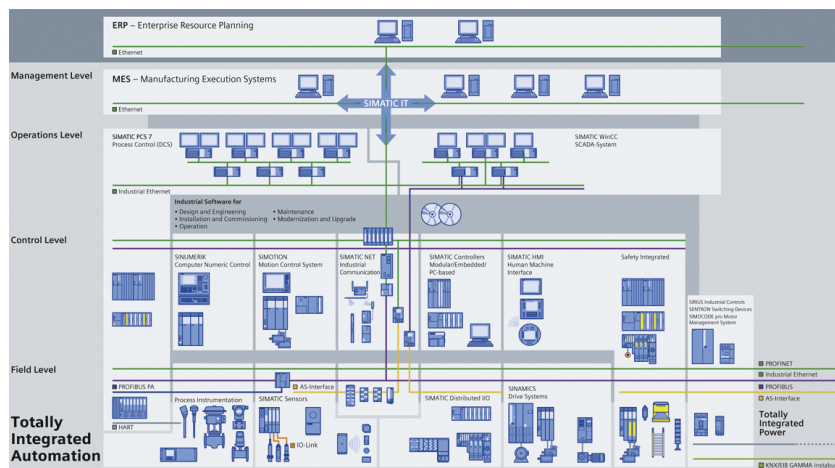 ERP – Enterprise Resource Planning
Ethernet
Management Level
MES – Manufacturing Execution Systems
SIMATIC IT
Ethernet
Operations Level
SIMATIC PCS 7
Process Control (DCS)
SIMATIC WinCC
SCADA-System
Industrial Ethernet
Industrial Software for
• Design and Engineering
• Installation and Commissioning
• Operation
• Maintenance
• Modernization and Upgrade
Control Level
SINUMERIK
Computer Numeric Control
SIMOTION
Motion Control System
SIMATIC NET
Industrial
Communication
SIMATIC Controllers
Modular/Embedded/
PC-based
SIMATIC HMI
Human Machine
Interface
Safety Integrated
SIRIUS Industrial Controls
SENTRON Switching Devices
SIMOCODE pro Motor
Management System
Field Level
PROFINET
Industrial Ethernet
PROFIBUS PA
AS-Interface
PROFIBUS
AS-Interface
HART
Process Instrumentation
SIMATIC Sensors
IO-Link
SIMATIC Distributed I/O
SINAMICS
Drive Systems
Totally
Integrated
Automation
Totally
Integrated
Power
KNX/EIB GAMMA instabus